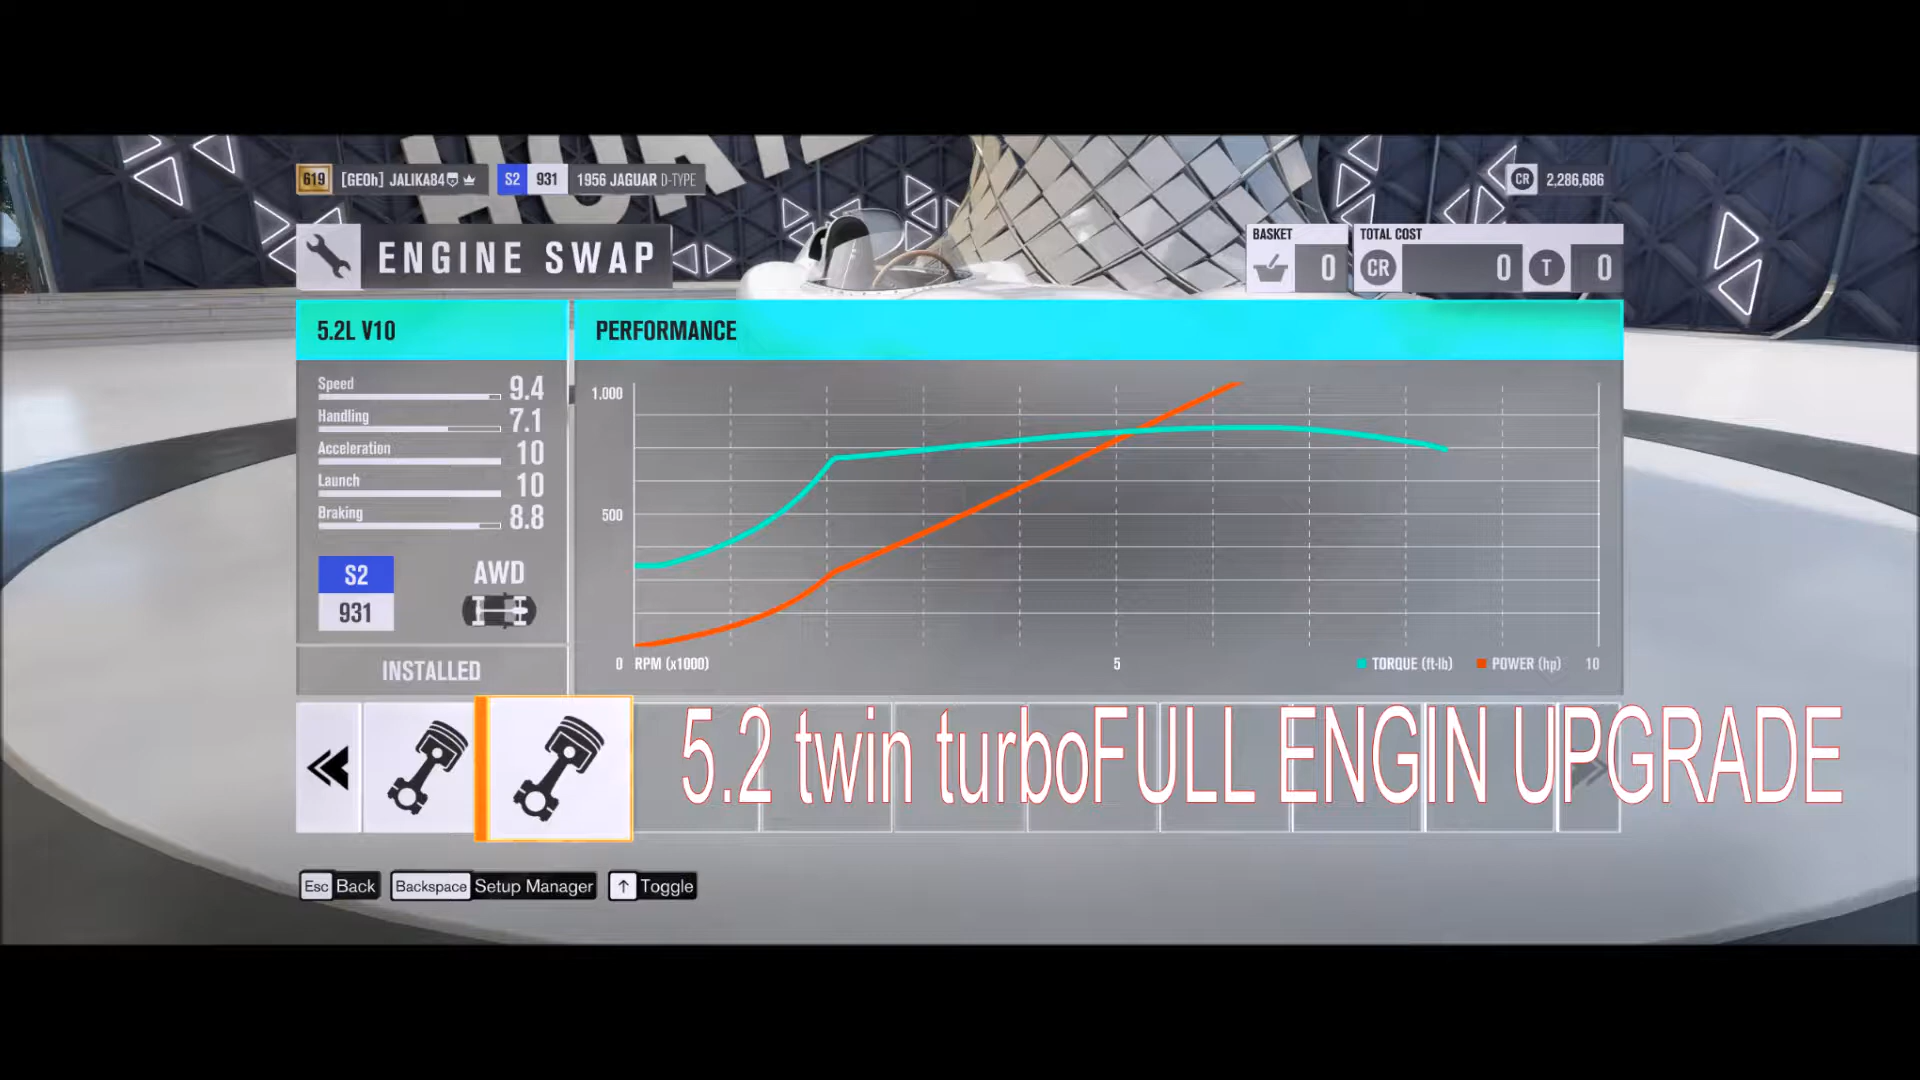 619 [GEOh] JALIKA84 S2 931 1956 JAGUAR D-TYPE
CR 2,286,686
ENGINE SWAP
BASKET
0
TOTAL COST
CR 0 T 0
5.2L V10
Speed 9.4
Handling 7.1
Acceleration 10
Launch 10
Braking 8.8
S2
931
AWD
INSTALLED
PERFORMANCE
1.000
500
0 RPM (x1000) 5 TORQUE (ft-lb) POWER (hp) 10
5.2 twin turboFULL ENGIN UPGRADE
Esc Back Backspace Setup Manager ↑ Toggle